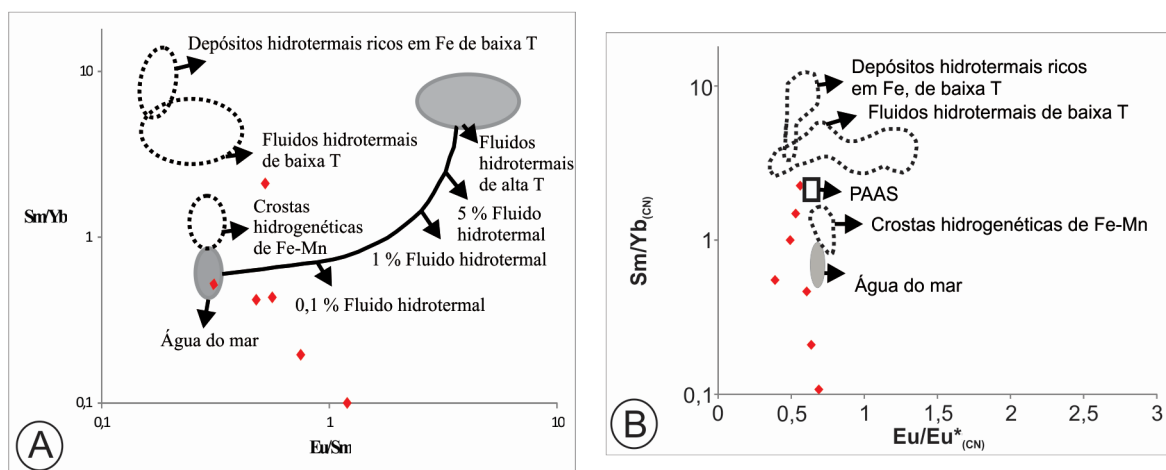 Depósitos hidrotermais ricos em Fe de baixa T
10
Fluidos hidrotermais
de baixa T
Fluidos
hidrotermais
de alta T
Sm/Yb
Crostas
hidrogenéticas
de Fe-Mn
5 % Fluido
hidrotermal
1
1 % Fluido hidrotermal
0,1 % Fluido hidrotermal
Água do mar
0,1
0,1
1
10
Eu/Sm
A
10
Depósitos hidrotermais ricos
em Fe, de baixa T
Fluidos hidrotermais de baixa T
PAAS
Sm/Yb(CN)
Crostas hidrogenéticas de Fe-Mn
1
Água do mar
0,1
0
0,5
1
1,5
2
2,5
3
Eu/Eu*(CN)
B